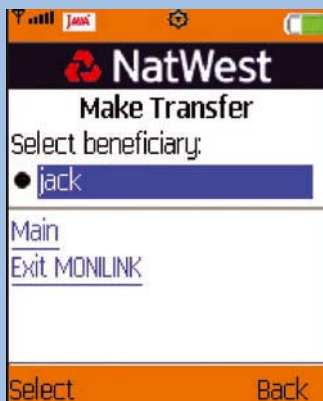 JAVA
NatWest
Make Transfer
Select beneficiary:
jack
Main
Exit MONILINK
Select Back